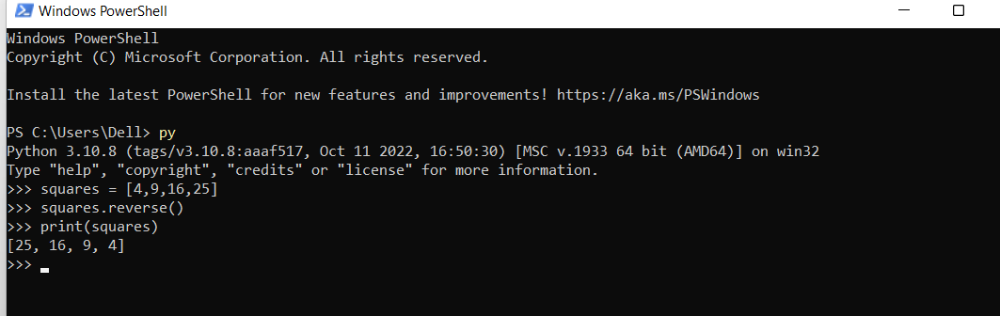 Windows PowerShell
Windows PowerShell
Copyright (C) Microsoft Corporation. All rights reserved.
Install the latest PowerShell for new features and improvements! https://aka.ms/PSWindows
PS C:\Users\Dell> py
Python 3.10.8 (tags/v3.10.8:aaaf517, Oct 11 2022, 16:50:30) [MSC v.1933 64 bit (AMD64)] on win32
Type "help", "copyright", "credits" or "license" for more information.
>>> squares = [4,9,16,25]
>>> squares.reverse()
>>> print(squares)
[25, 16, 9, 4]
>>>